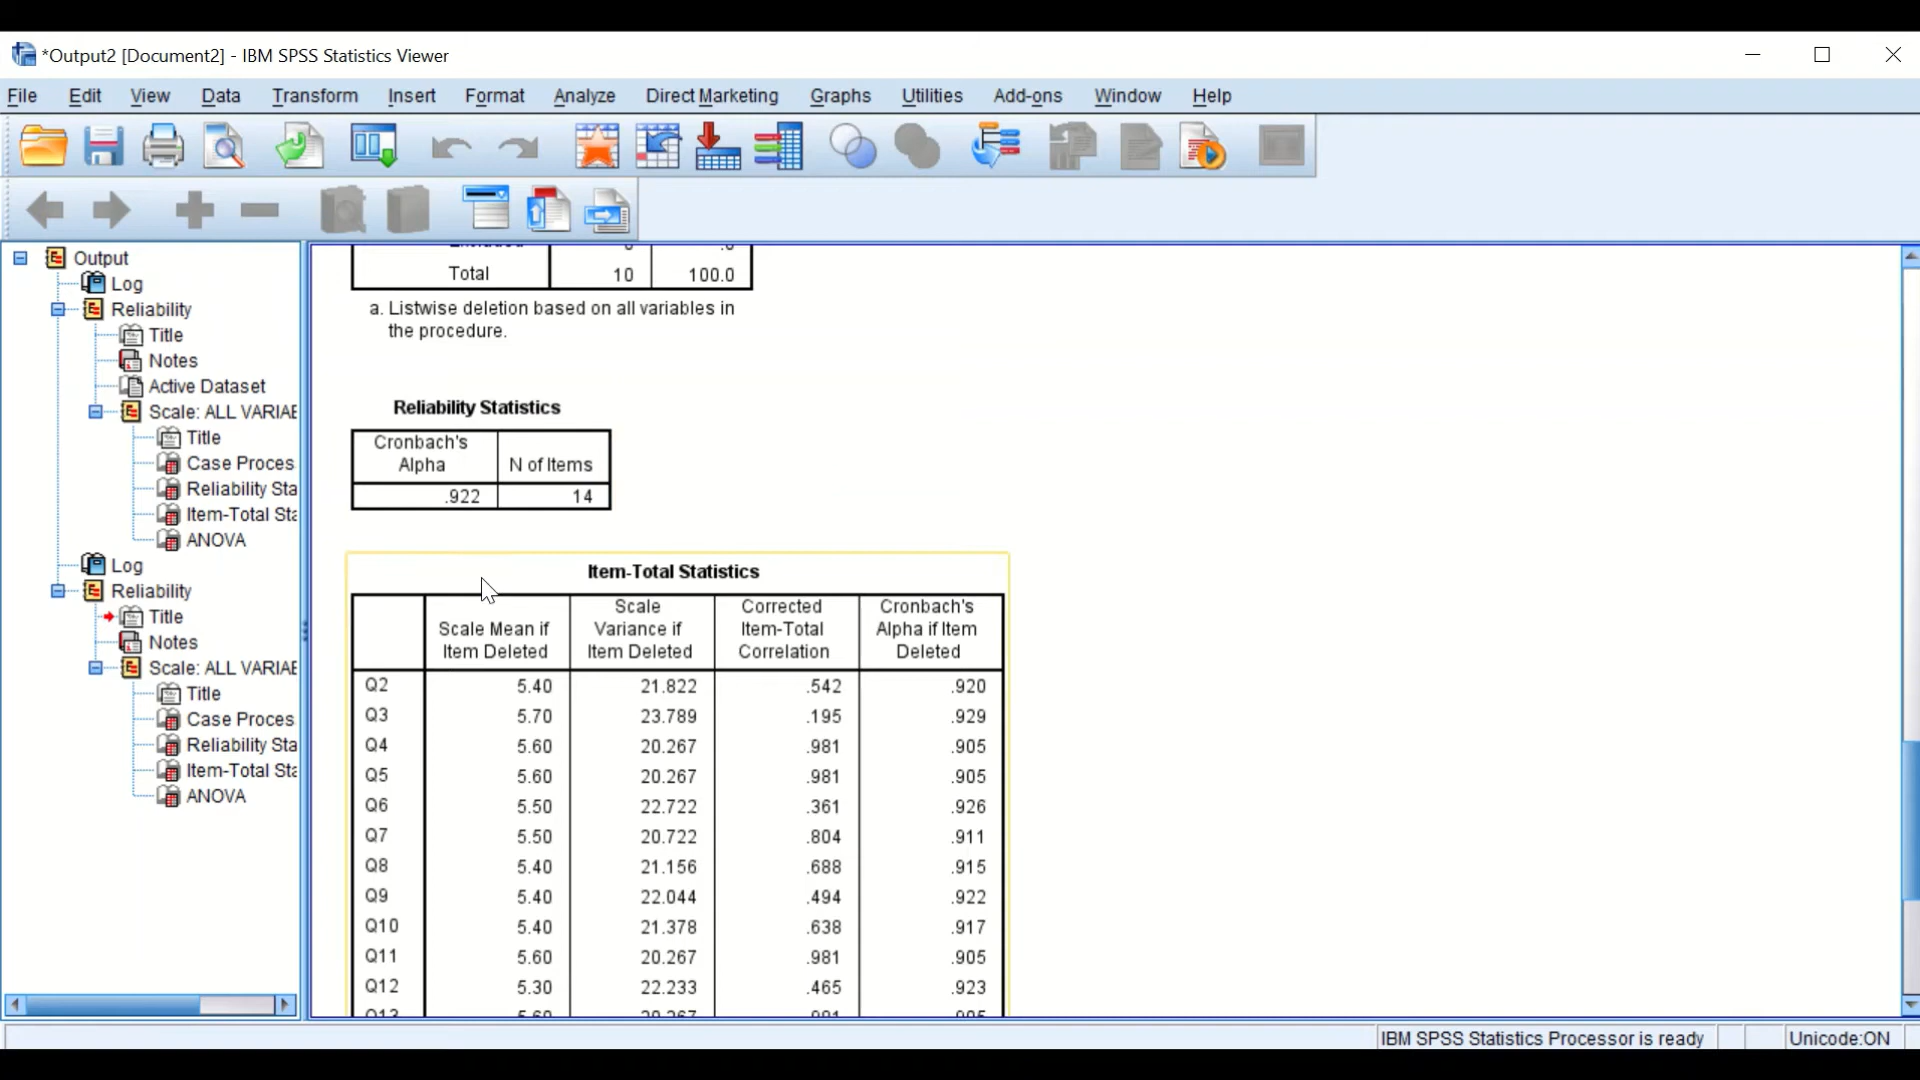 *Output2 [Document2] - IBM SPSS Statistics Viewer
File Edit View Data Transform Insert Format Analyze Direct Marketing Graphs Utilities Add-ons Window Help
Output
Log
Reliability
Title
Notes
Active Dataset
Scale: ALL VARIAE
Title
Case Proces
Reliability Sta
Item-Total Sta
ANOVA
Log
Reliability
Title
Notes
Scale: ALL VARIAE
Title
Case Proces
Reliability Sta
Item-Total Sta
ANOVA
Total 10 100.0
a. Listwise deletion based on all variables in
the procedure.
Reliability Statistics
Cronbach's
Alpha N of Items
.922 14
Item-Total Statistics
Scale Mean if Item Deleted Scale Variance if Item Deleted Corrected Item-Total Correlation Cronbach's Alpha if Item Deleted
Q2 5.40 21.822 .542 .920
Q3 5.70 23.789 .195 .929
Q4 5.60 20.267 .981 .905
Q5 5.60 20.267 .981 .905
Q6 5.50 22.722 .361 .926
Q7 5.50 20.722 .804 .911
Q8 5.40 21.156 .688 .915
Q9 5.40 22.044 .494 .922
Q10 5.40 21.378 .638 .917
Q11 5.60 20.267 .981 .905
Q12 5.30 22.233 .465 .923
Q13 5.60 20.267 .981 .905
IBM SPSS Statistics Processor is ready Unicode:ON